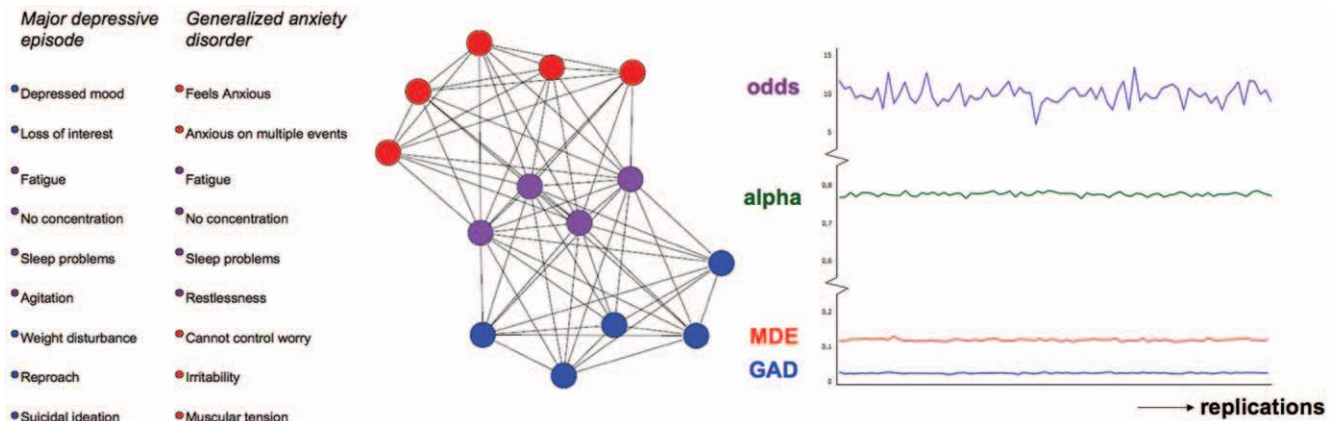 Major depressive
episode
Generalized anxiety
disorder
Depressed mood
Feels Anxious
Loss of interest
Anxious on multiple events
Fatigue
Fatigue
No concentration
No concentration
Sleep problems
Sleep problems
Agitation
Restlessness
Weight disturbance
Cannot control worry
Reproach
Irritability
Suicidal ideation
Muscular tension
odds
15
10
5
alpha
0,8
0,7
0,6
MDE
GAD
0,2
0,1
0
replications